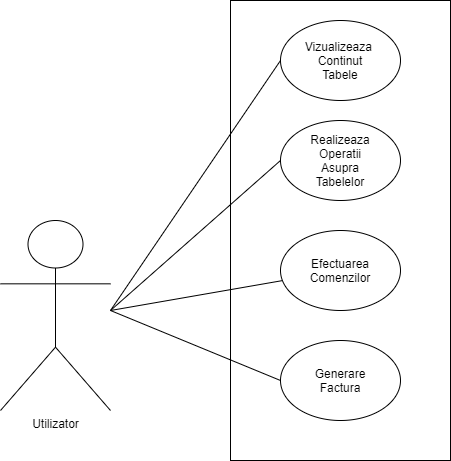 Vizualizeaza
Continut
Tabele
Realizeaza
Operatii
Asupra
Tabelelor
Efectuarea
Comenzilor
Generare
Factura
Utilizator